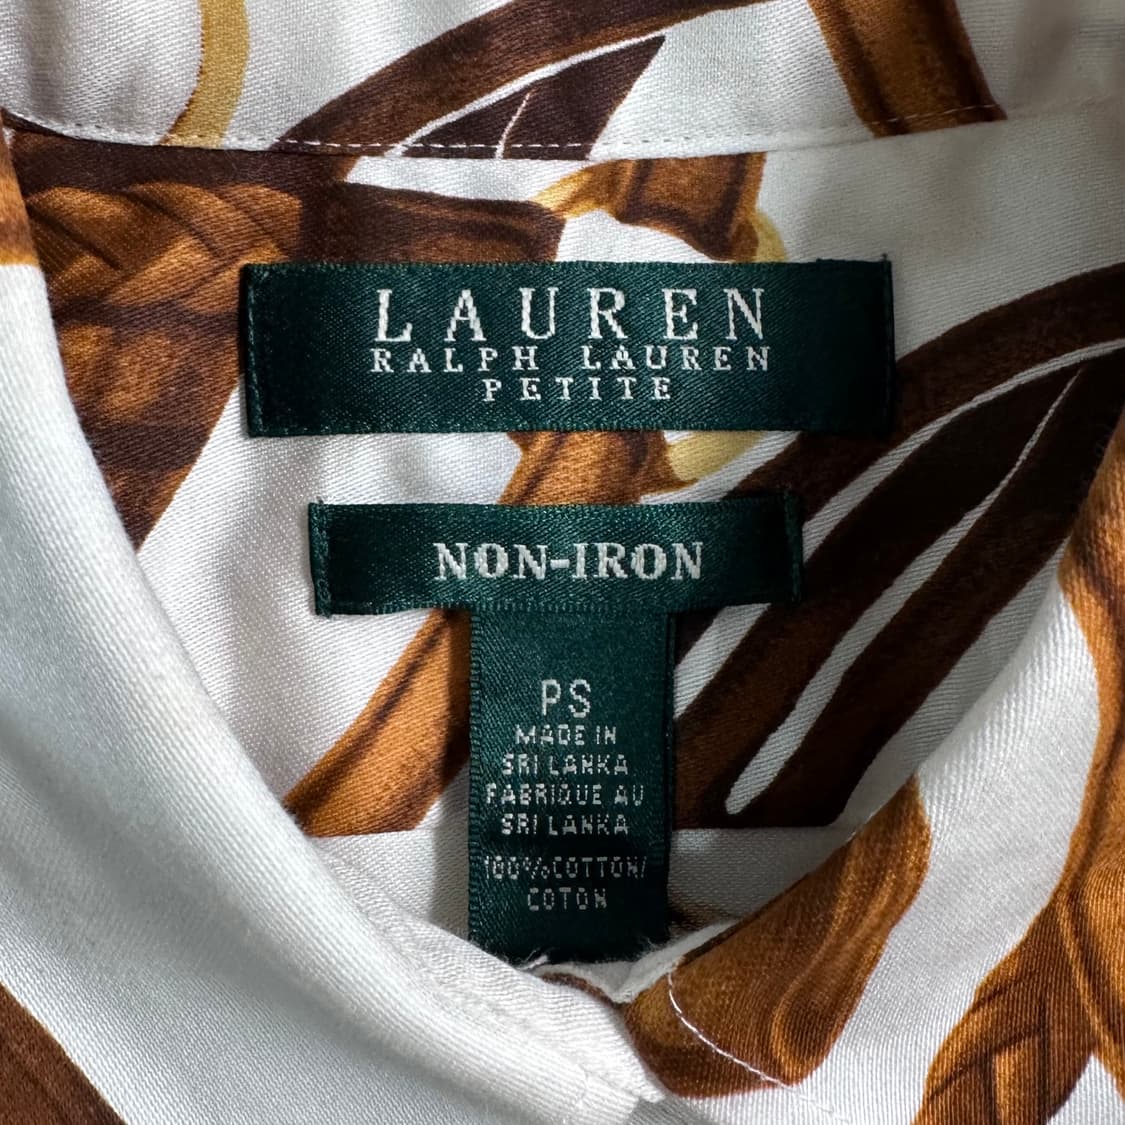 LAUREN
RALPH LAUREN
PETITE
NON-IRON
PS
MADE IN
SRI LANKA
FABRIQUE AU
SRI LANKA
100%COTTON/
COTON